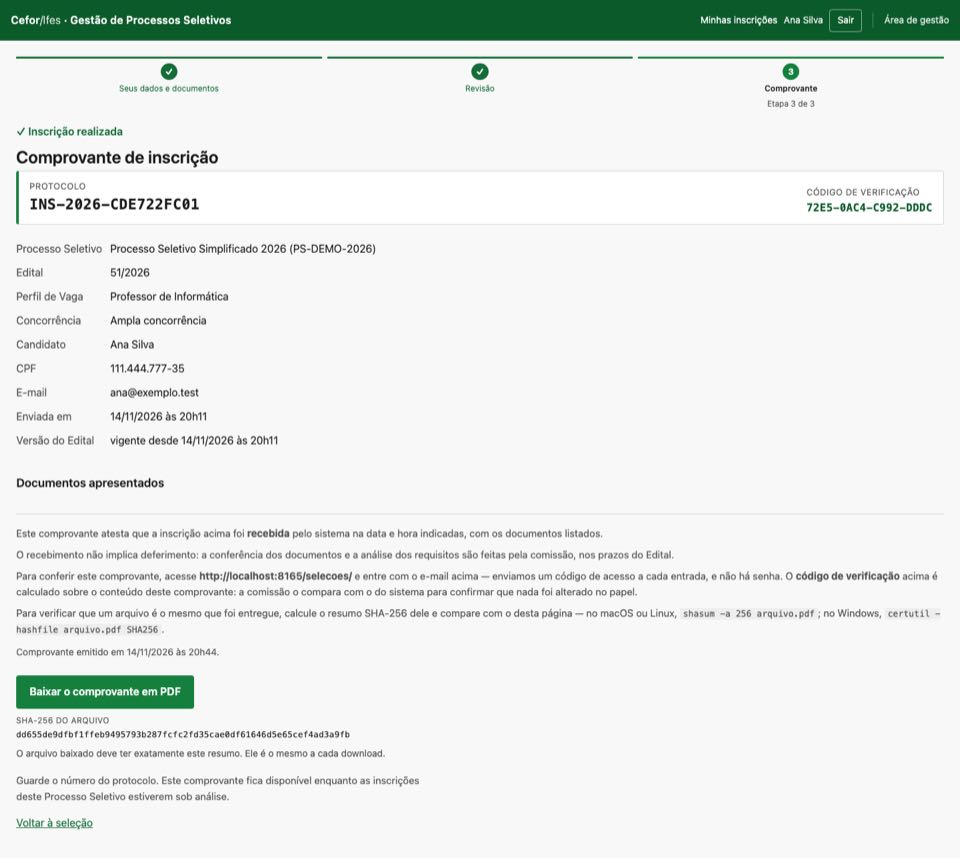 Cefor/Ifes · Gestão de Processos Seletivos
Minhas inscrições Ana Silva Sair Área de gestão
Seus dados e documentos
Revisão
3
Comprovante
Etapa 3 de 3
✓ Inscrição realizada
Comprovante de inscrição
PROTOCOLO
INS-2026-CDE722FC01
CÓDIGO DE VERIFICAÇÃO
72E5-0AC4-C992-DDDC
Processo Seletivo Processo Seletivo Simplificado 2026 (PS-DEMO-2026)
Edital 51/2026
Perfil de Vaga Professor de Informática
Concorrência Ampla concorrência
Candidato Ana Silva
CPF 111.444.777-35
E-mail ana@exemplo.test
Enviada em 14/11/2026 às 20h11
Versão do Edital vigente desde 14/11/2026 às 20h11
Documentos apresentados
Este comprovante atesta que a inscrição acima foi recebida pelo sistema na data e hora indicadas, com os documentos listados.
O recebimento não implica deferimento: a conferência dos documentos e a análise dos requisitos são feitas pela comissão, nos prazos do Edital.
Para conferir este comprovante, acesse http://localhost:8165/selecoes/ e entre com o e-mail acima — enviamos um código de acesso a cada entrada, e não há senha. O código de verificação acima é
calculado sobre o conteúdo deste comprovante: a comissão o compara com o do sistema para confirmar que nada foi alterado no papel.
Para verificar que um arquivo é o mesmo que foi entregue, calcule o resumo SHA-256 dele e compare com o desta página — no macOS ou Linux, shasum -a 256 arquivo.pdf ; no Windows, certutil -
hashfile arquivo.pdf SHA256 .
Comprovante emitido em 14/11/2026 às 20h44.
Baixar o comprovante em PDF
SHA-256 DO ARQUIVO
dd655de9dfbf1ffeb9495793b287fcfc2fd35cae0df61646d5e65cef4ad3a9fb
O arquivo baixado deve ter exatamente este resumo. Ele é o mesmo a cada download.
Guarde o número do protocolo. Este comprovante fica disponível enquanto as inscrições
deste Processo Seletivo estiverem sob análise.
Voltar à seleção